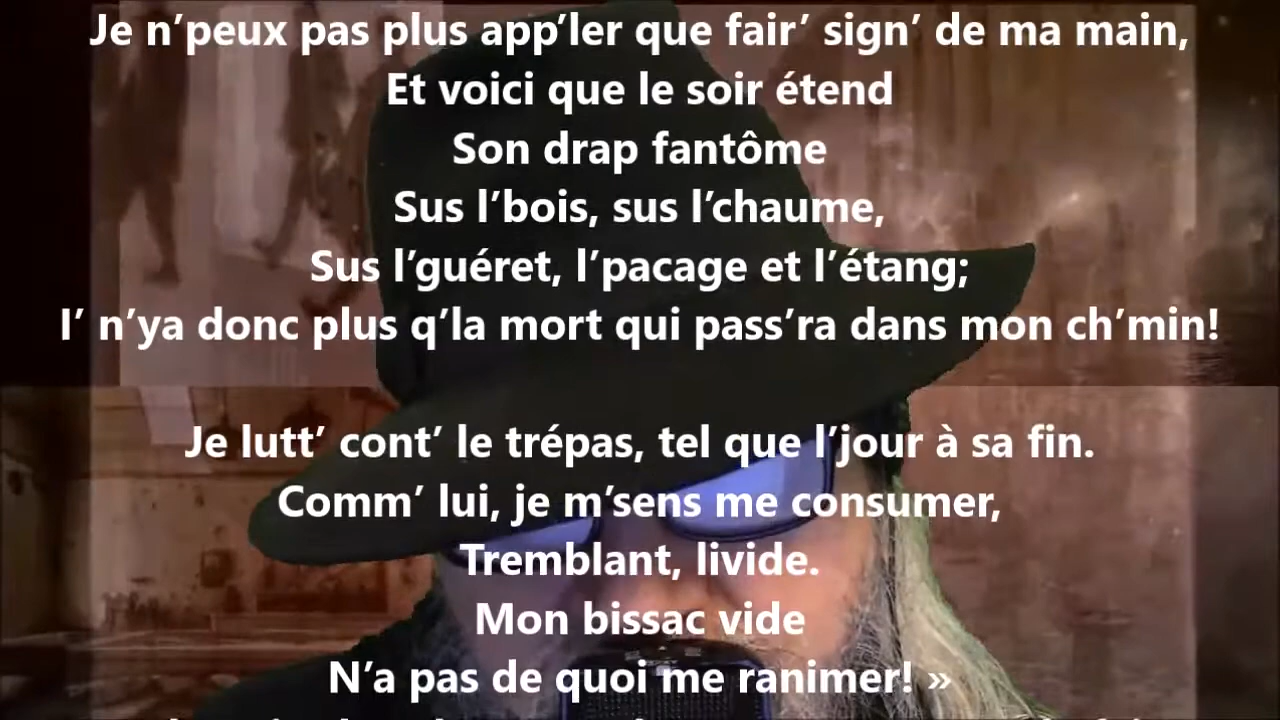 Je n’peux pas plus app’ler que fair’ sign’ de ma main,
Et voici que le soir étend
Son drap fantôme
Sus l’bois, sus l’chaume,
Sus l’guéret, l’pacage et l’étang;
I’ n’ya donc plus q’la mort qui pass’ra dans mon ch’min!
Je lutt’ cont’ le trépas, tel que l’jour à sa fin.
Comm’ lui, je m’sens me consumer,
Tremblant, livide.
Mon bissac vide
N’a pas de quoi me ranimer! »